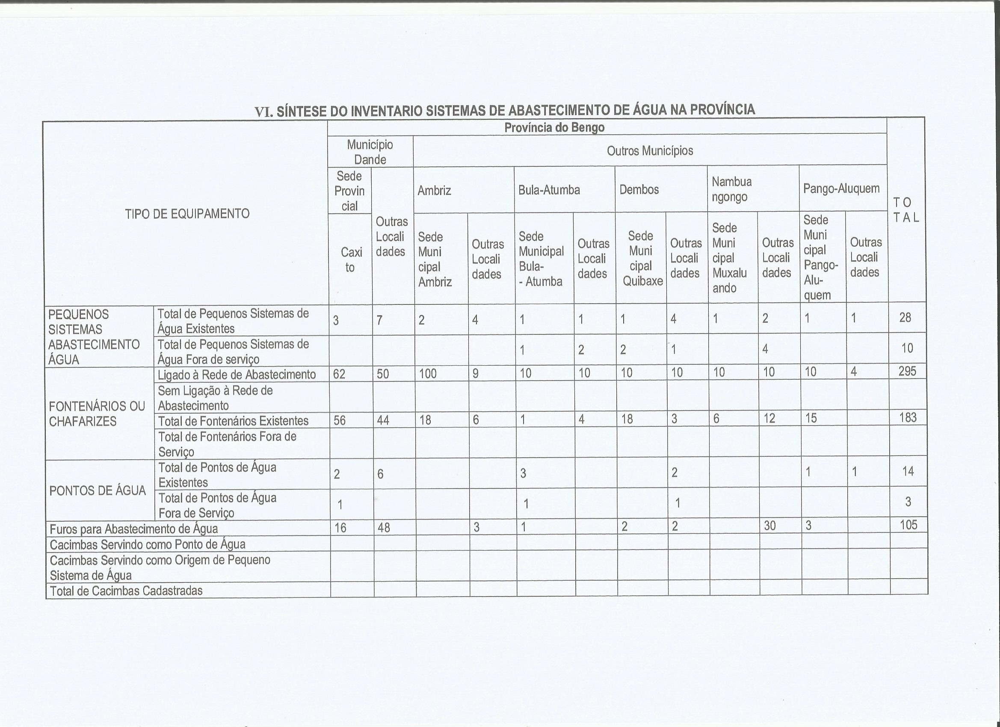 VI. SÍNTESE DO INVENTARIO SISTEMAS DE ABASTECIMENTO DE ÁGUA NA PROVÍNCIA
TIPO DE EQUIPAMENTO
Província do Bengo
TO
TAL
Município
Dande
Outros Municípios
Sede
Provin
cial
Outras
Locali
dades
Ambriz
Bula-Atumba
Dembos
Nambua
ngongo
Pango-Aluquem
Caxi
to
Sede
Muni
cipal
Ambriz
Outras
Locali
dades
Sede
Municipal
Bula-
- Atumba
Outras
Locali
dades
Sede
Muni
cipal
Quibaxe
Outras
Locali
dades
Sede
Muni
cipal
Muxalu
ando
Outras
Locali
dades
Sede
Muni
cipal
Pango-
Alu-
quem
Outras
Locali
dades
PEQUENOS
SISTEMAS
ABASTECIMENTO
ÁGUA
Total de Pequenos Sistemas de
Água Existentes
3 7 2 4 1 1 1 4 1 2 1 1 28
Total de Pequenos Sistemas de
Água Fora de serviço
1 2 2 1 4 10
FONTENÁRIOS OU
CHAFARIZES
Ligado à Rede de Abastecimento 62 50 100 9 10 10 10 10 10 10 10 4 295
Sem Ligação à Rede de
Abastecimento
Total de Fontenários Existentes 56 44 18 6 1 4 18 3 6 12 15 183
Total de Fontenários Fora de
Serviço
PONTOS DE ÁGUA
Total de Pontos de Água
Existentes
2 6 3 2 1 1 14
Total de Pontos de Água
Fora de Serviço
1 1 1 3
Furos para Abastecimento de Água 16 48 3 1 2 2 30 3 105
Cacimbas Servindo como Ponto de Água
Cacimbas Servindo como Origem de Pequeno
Sistema de Água
Total de Cacimbas Cadastradas